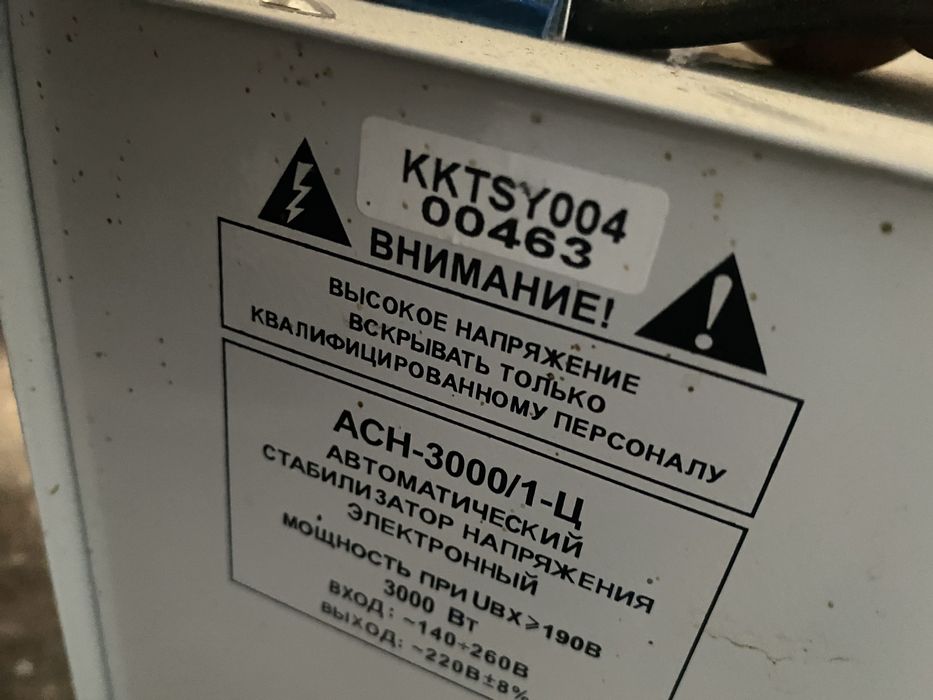 KKTSY004
00463
ВНИМАНИЕ!
ВЫСОКОЕ НАПРЯЖЕНИЕ
ВСКРЫВАТЬ ТОЛЬКО
КВАЛИФИЦИРОВАННОМУ ПЕРСОНАЛУ
АСН-3000/1-Ц
АВТОМАТИЧЕСКИЙ
СТАБИЛИЗАТОР НАПРЯЖЕНИЯ
ЭЛЕКТРОННЫЙ
МОЩНОСТЬ ПРИ UВХ⩾190В
3000 Вт
ВХОД: ~140÷260В
ВЫХОД: ~220В±8%